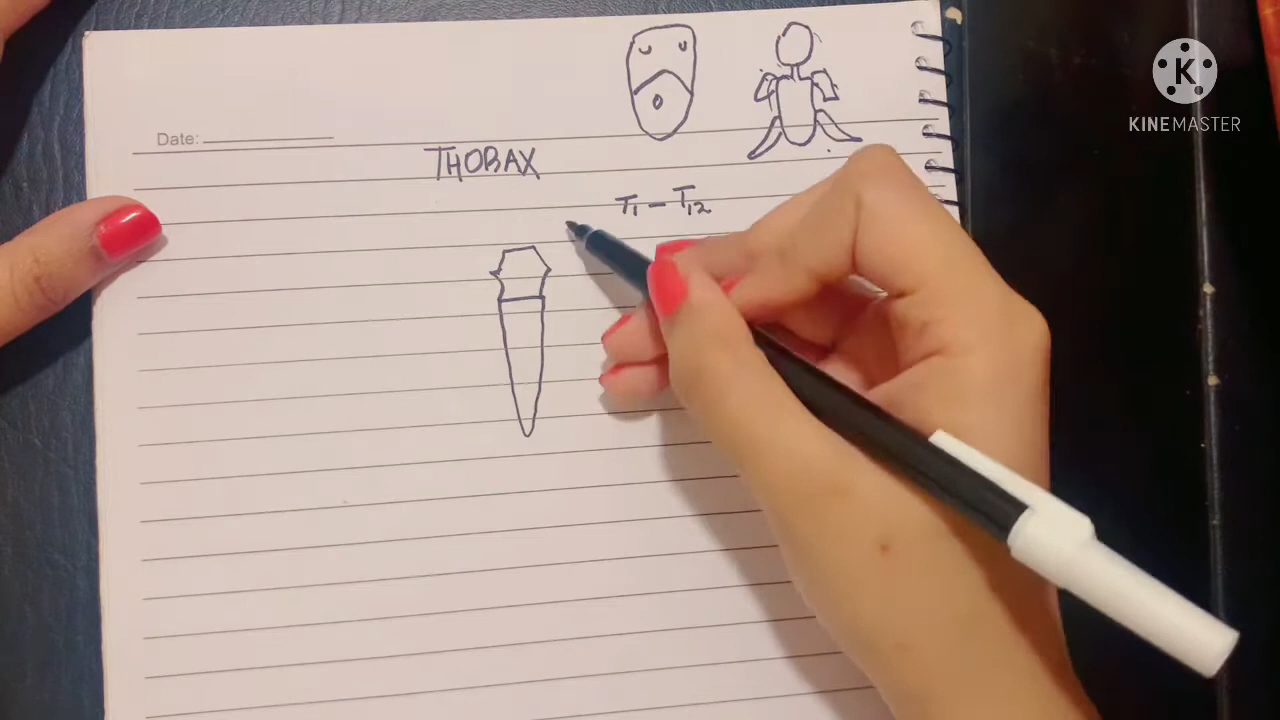 K
KINEMASTER
Date:
THORAX
T1 – T12